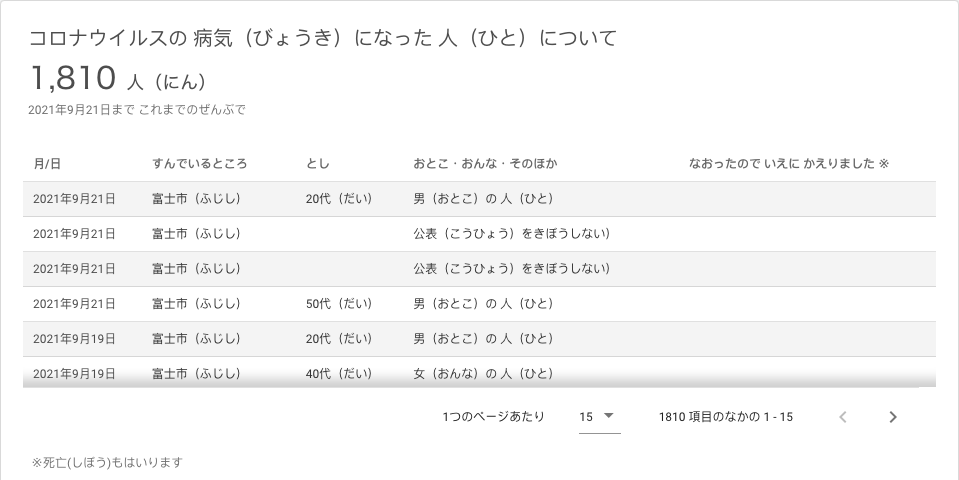 コロナウイルスの 病気（びょうき）になった 人（ひと）について
1,810 人（にん）
2021年9月21日まで これまでのぜんぶで
月/日 すんでいるところ とし おとこ・おんな・そのほか なおったので いえに かえりました ※
2021年9月21日 富士市（ふじし） 20代（だい） 男（おとこ）の 人（ひと）
2021年9月21日 富士市（ふじし） 公表（こうひょう）をきぼうしない）
2021年9月21日 富士市（ふじし） 公表（こうひょう）をきぼうしない）
2021年9月21日 富士市（ふじし） 50代（だい） 男（おとこ）の 人（ひと）
2021年9月19日 富士市（ふじし） 20代（だい） 男（おとこ）の 人（ひと）
2021年9月19日 富士市（ふじし） 40代（だい） 女（おんな）の 人（ひと）
1つのページあたり 15 1810 項目のなかの 1 - 15
※死亡(しぼう)もはいります